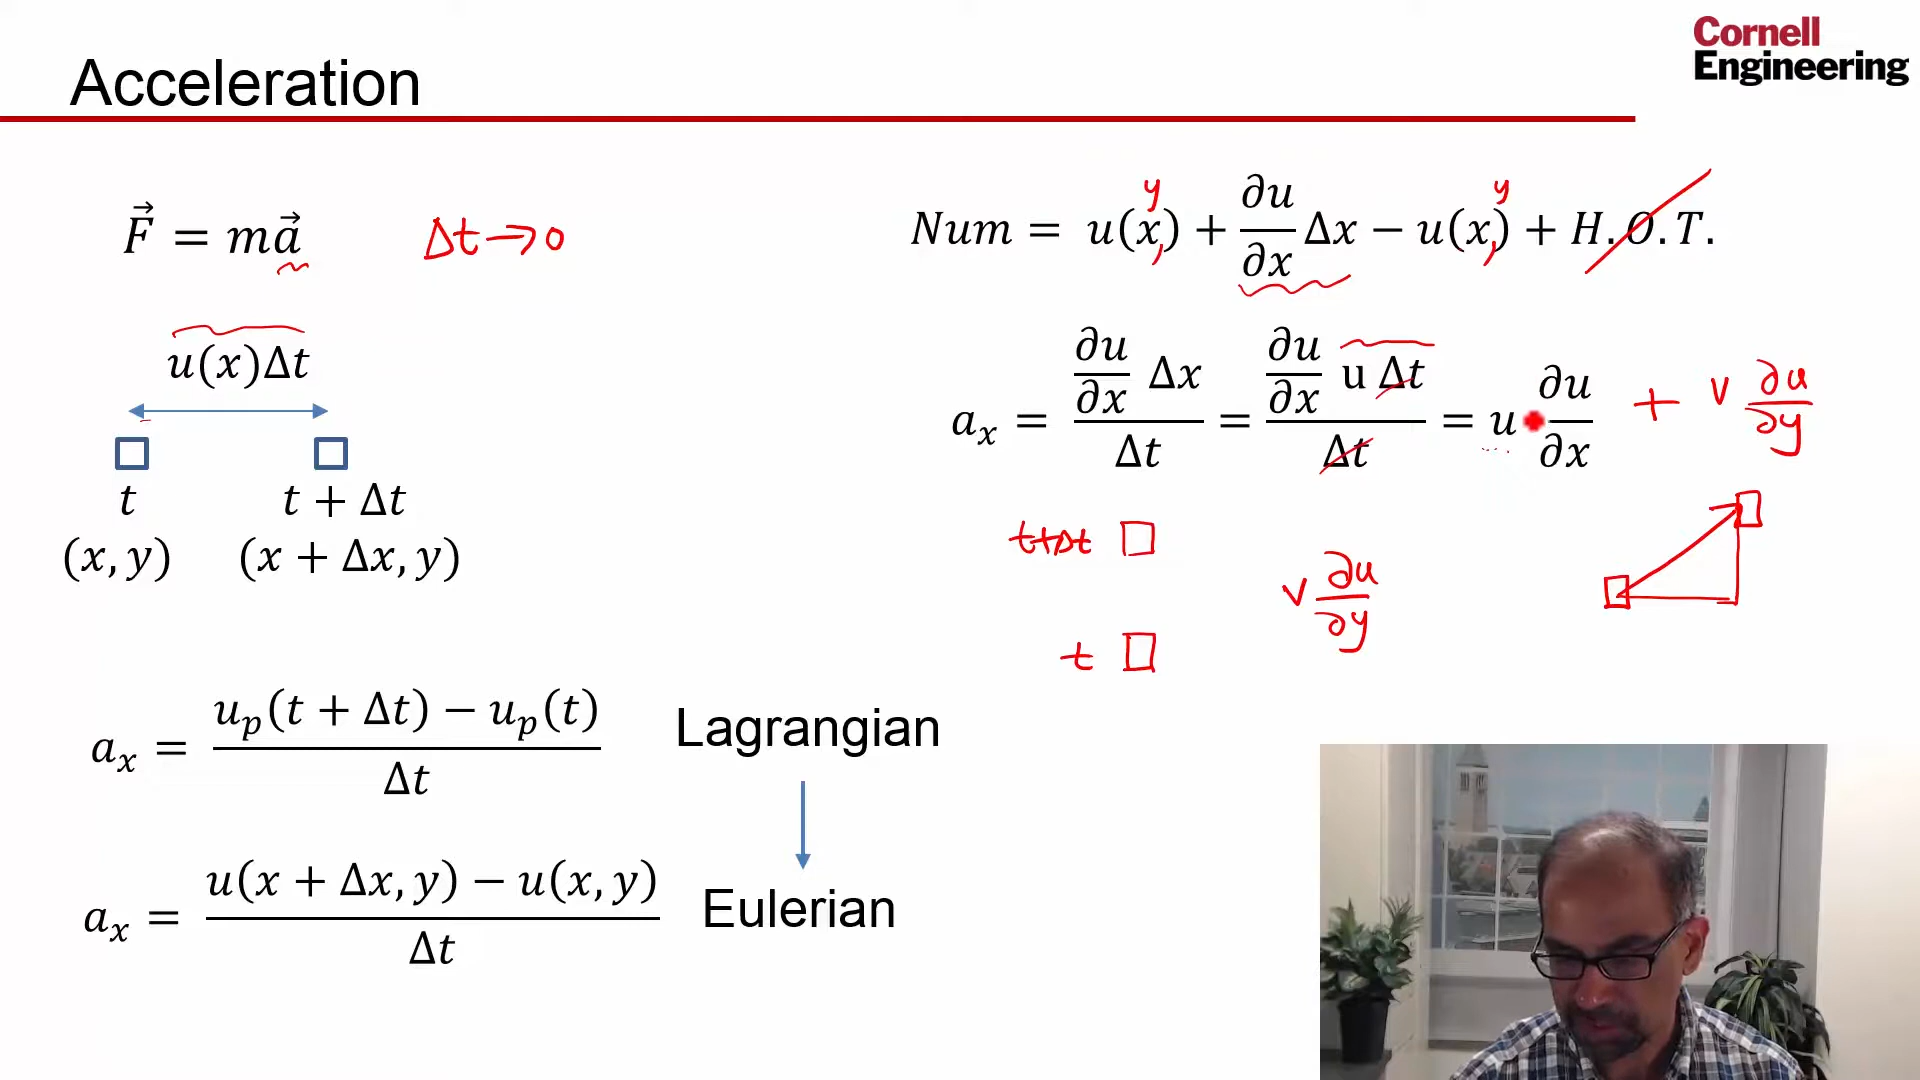 Cornell
Engineering
Acceleration
F⃗ = ma⃗
Δt → 0
u(x)Δt
t
t + Δt
(x, y)
(x + Δx, y)
a_x = (u_p(t + Δt) − u_p(t)) / Δt
Lagrangian
a_x = (u(x + Δx, y) − u(x, y)) / Δt
Eulerian
Num = u(x, y) + ∂u/∂x Δx − u(x, y) + H.O.T.
a_x = (∂u/∂x Δx) / Δt = (∂u/∂x u Δt) / Δt = u ∂u/∂x + v ∂u/∂y
t+Δt
v ∂u/∂y
t